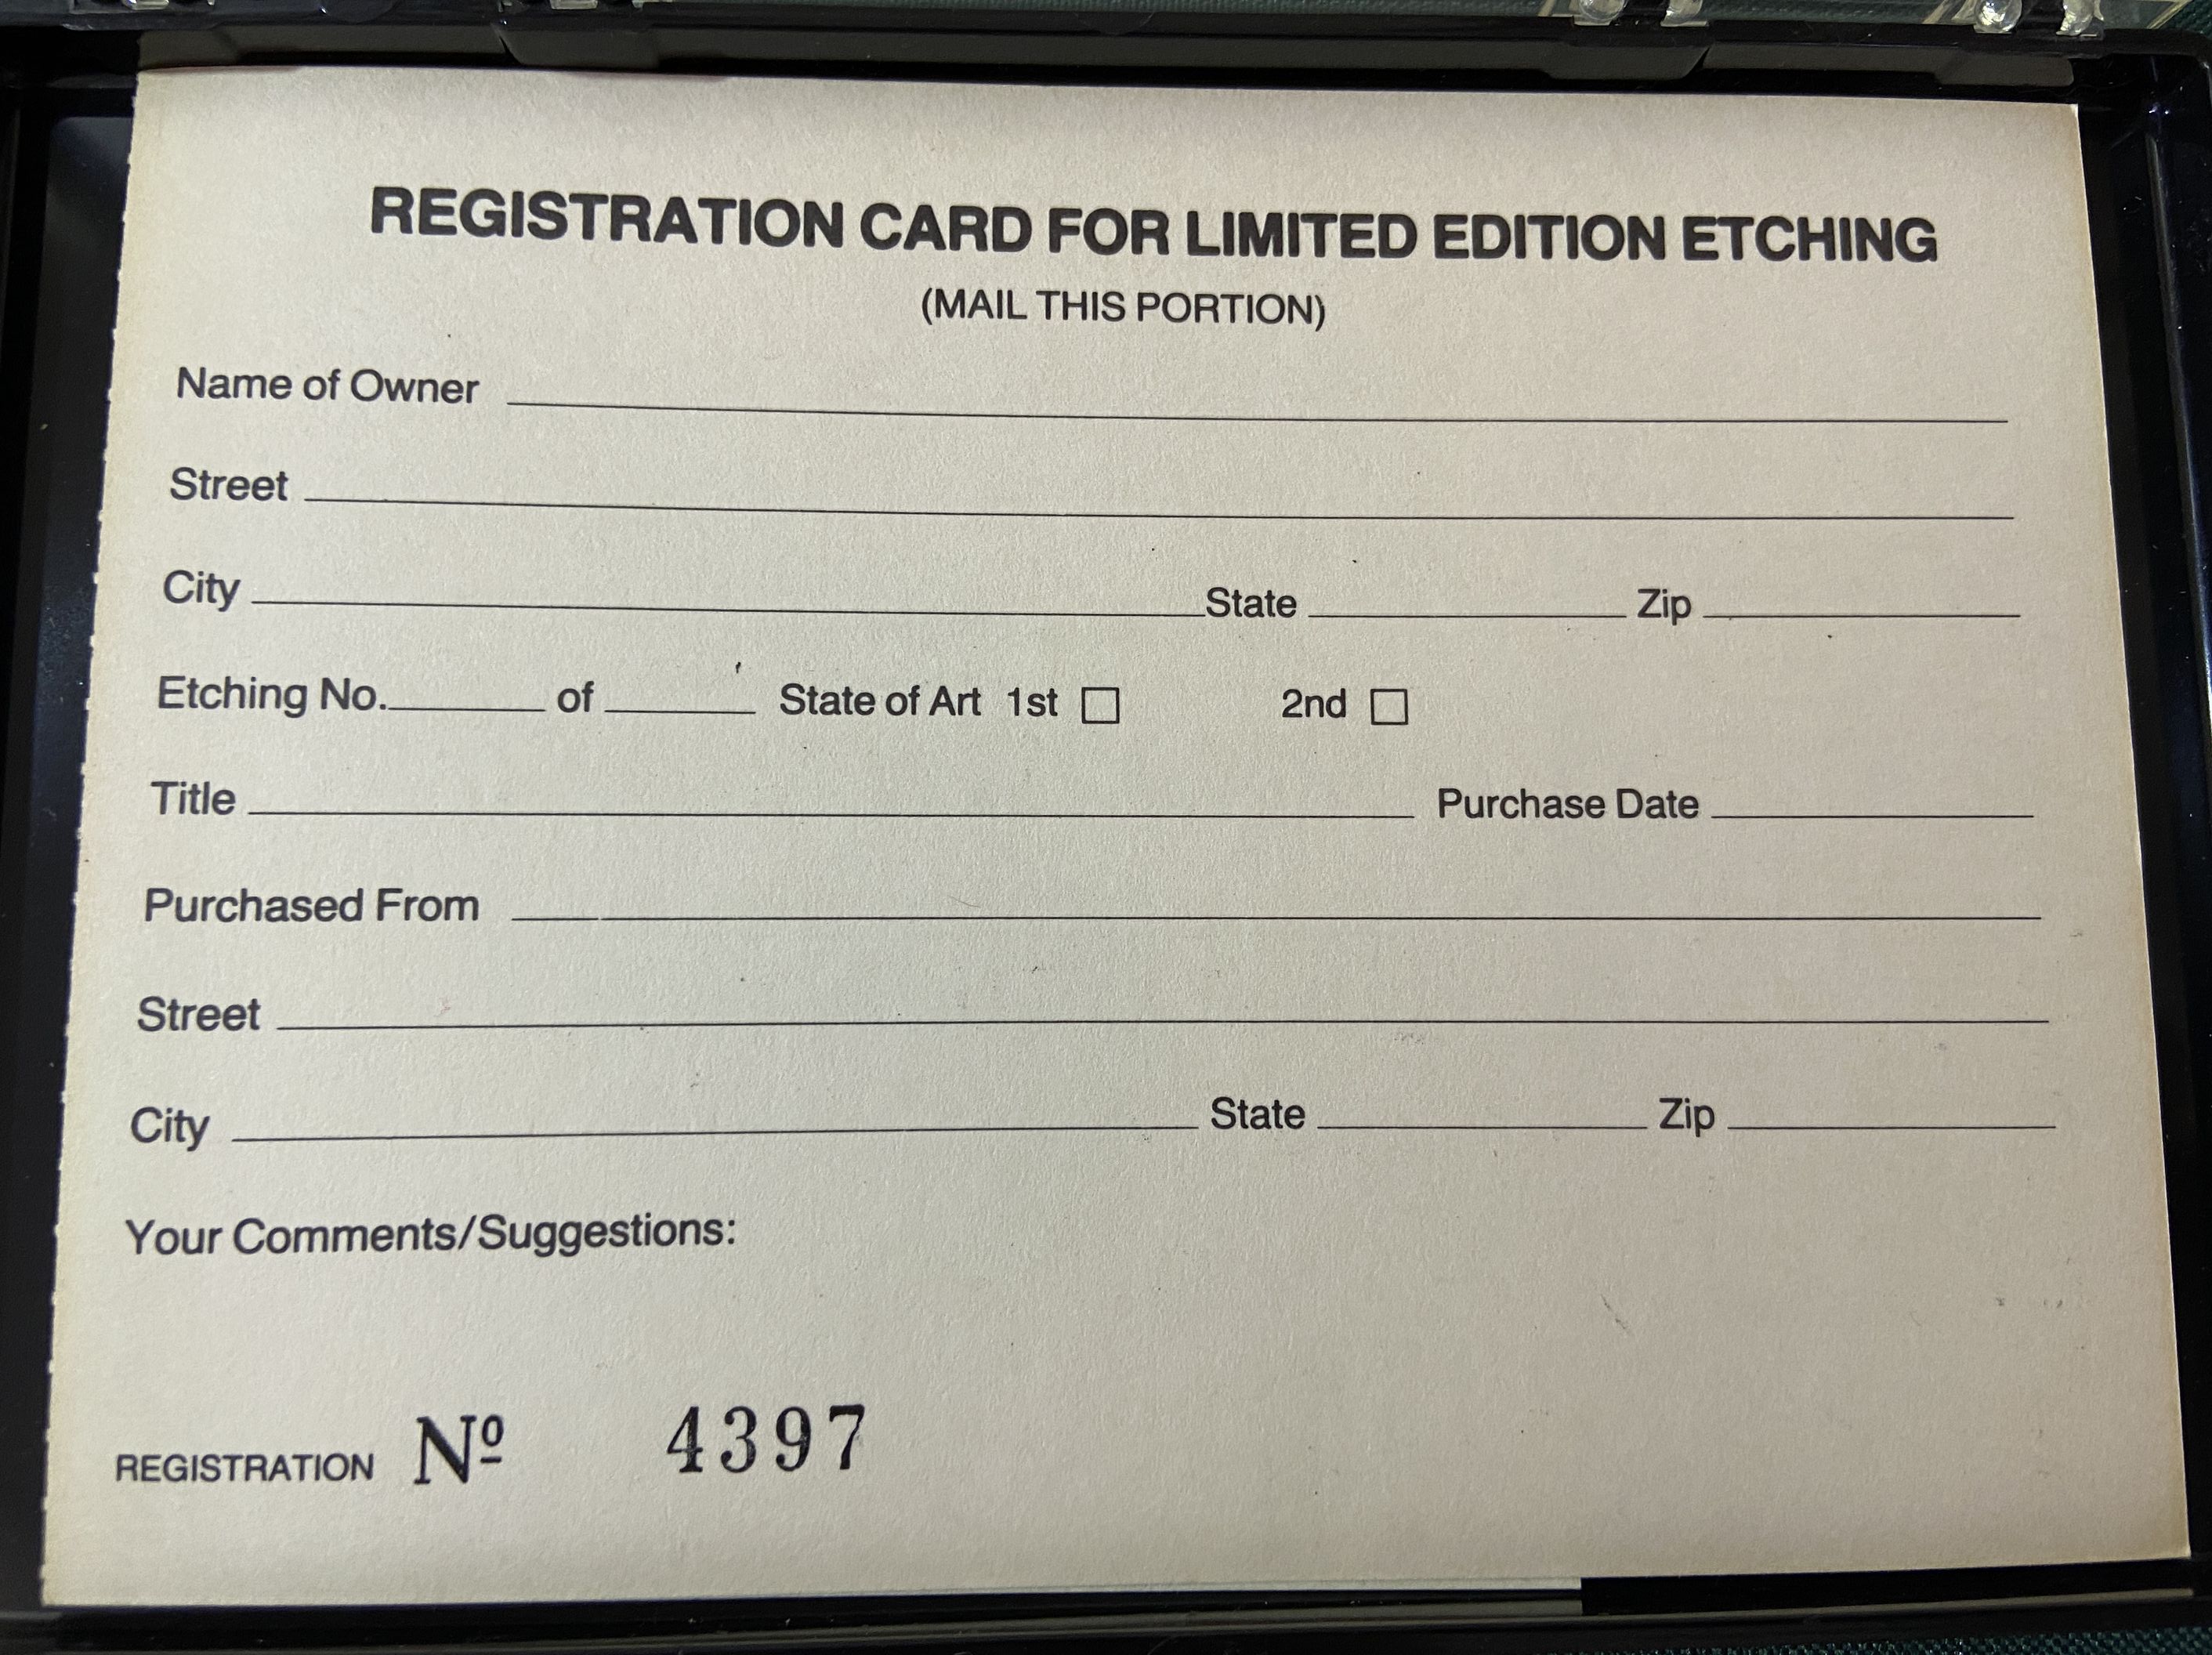 REGISTRATION CARD FOR LIMITED EDITION ETCHING
(MAIL THIS PORTION)
Name of Owner
Street
City State Zip
Etching No. of State of Art 1st 2nd
Title Purchase Date
Purchased From
Street
City State Zip
Your Comments/Suggestions:
REGISTRATION Nº 4397